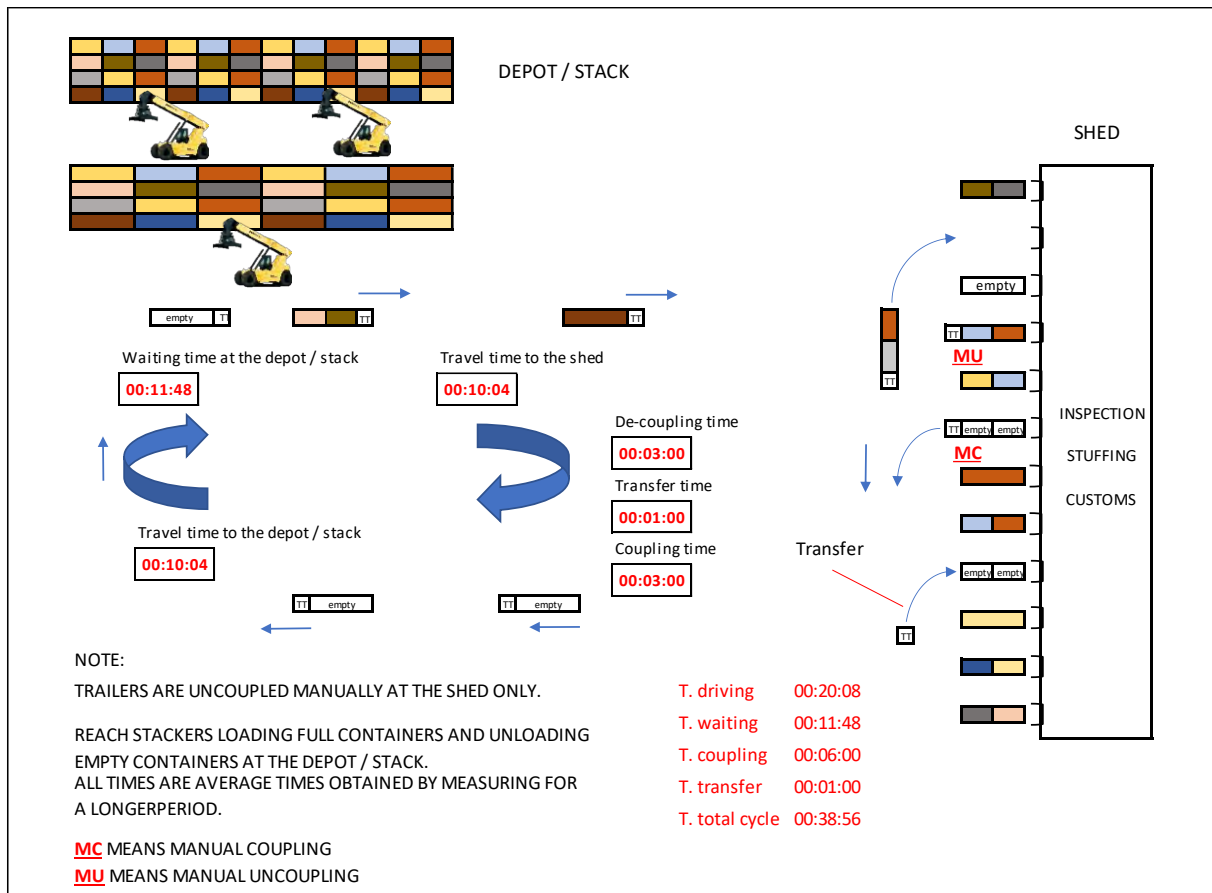 DEPOT / STACK
SHED
empty
TT
TT
TT
empty
TT
MU
Waiting time at the depot / stack
00:11:48
Travel time to the shed
00:10:04
TT
De-coupling time
00:03:00
TT
empty
empty
MC
INSPECTION
STUFFING
CUSTOMS
Transfer time
00:01:00
Travel time to the depot / stack
00:10:04
Coupling time
00:03:00
Transfer
empty
empty
TT
empty
TT
empty
TT
NOTE:
TRAILERS ARE UNCOUPLED MANUALLY AT THE SHED ONLY.
REACH STACKERS LOADING FULL CONTAINERS AND UNLOADING
EMPTY CONTAINERS AT THE DEPOT / STACK.
ALL TIMES ARE AVERAGE TIMES OBTAINED BY MEASURING FOR
A LONGERPERIOD.
MC MEANS MANUAL COUPLING
MU MEANS MANUAL UNCOUPLING
T. driving 00:20:08
T. waiting 00:11:48
T. coupling 00:06:00
T. transfer 00:01:00
T. total cycle 00:38:56